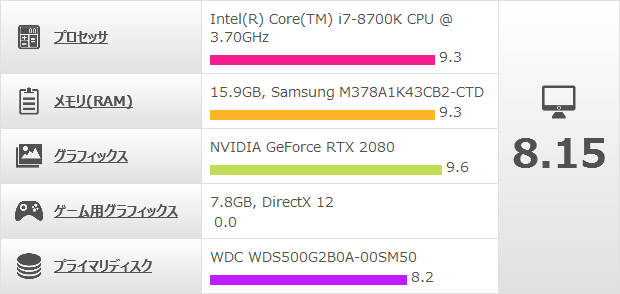 プロセッサ
Intel(R) Core(TM) i7-8700K CPU @
3.70GHz
9.3
メモリ(RAM)
15.9GB, Samsung M378A1K43CB2-CTD
9.3
グラフィックス
NVIDIA GeForce RTX 2080
9.6
ゲーム用グラフィックス
7.8GB, DirectX 12
0.0
プライマリディスク
WDC WDS500G2B0A-00SM50
8.2
8.15